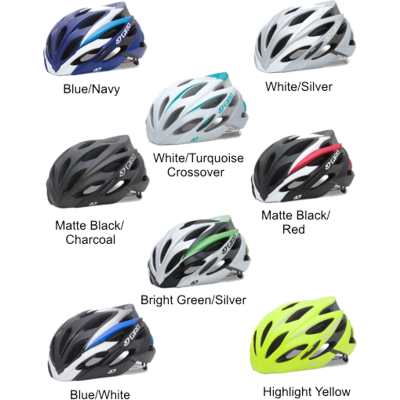 Blue/Navy
White/Silver
White/Turquoise
Crossover
Matte Black/
Charcoal
Matte Black/
Red
Bright Green/Silver
Blue/White
Highlight Yellow